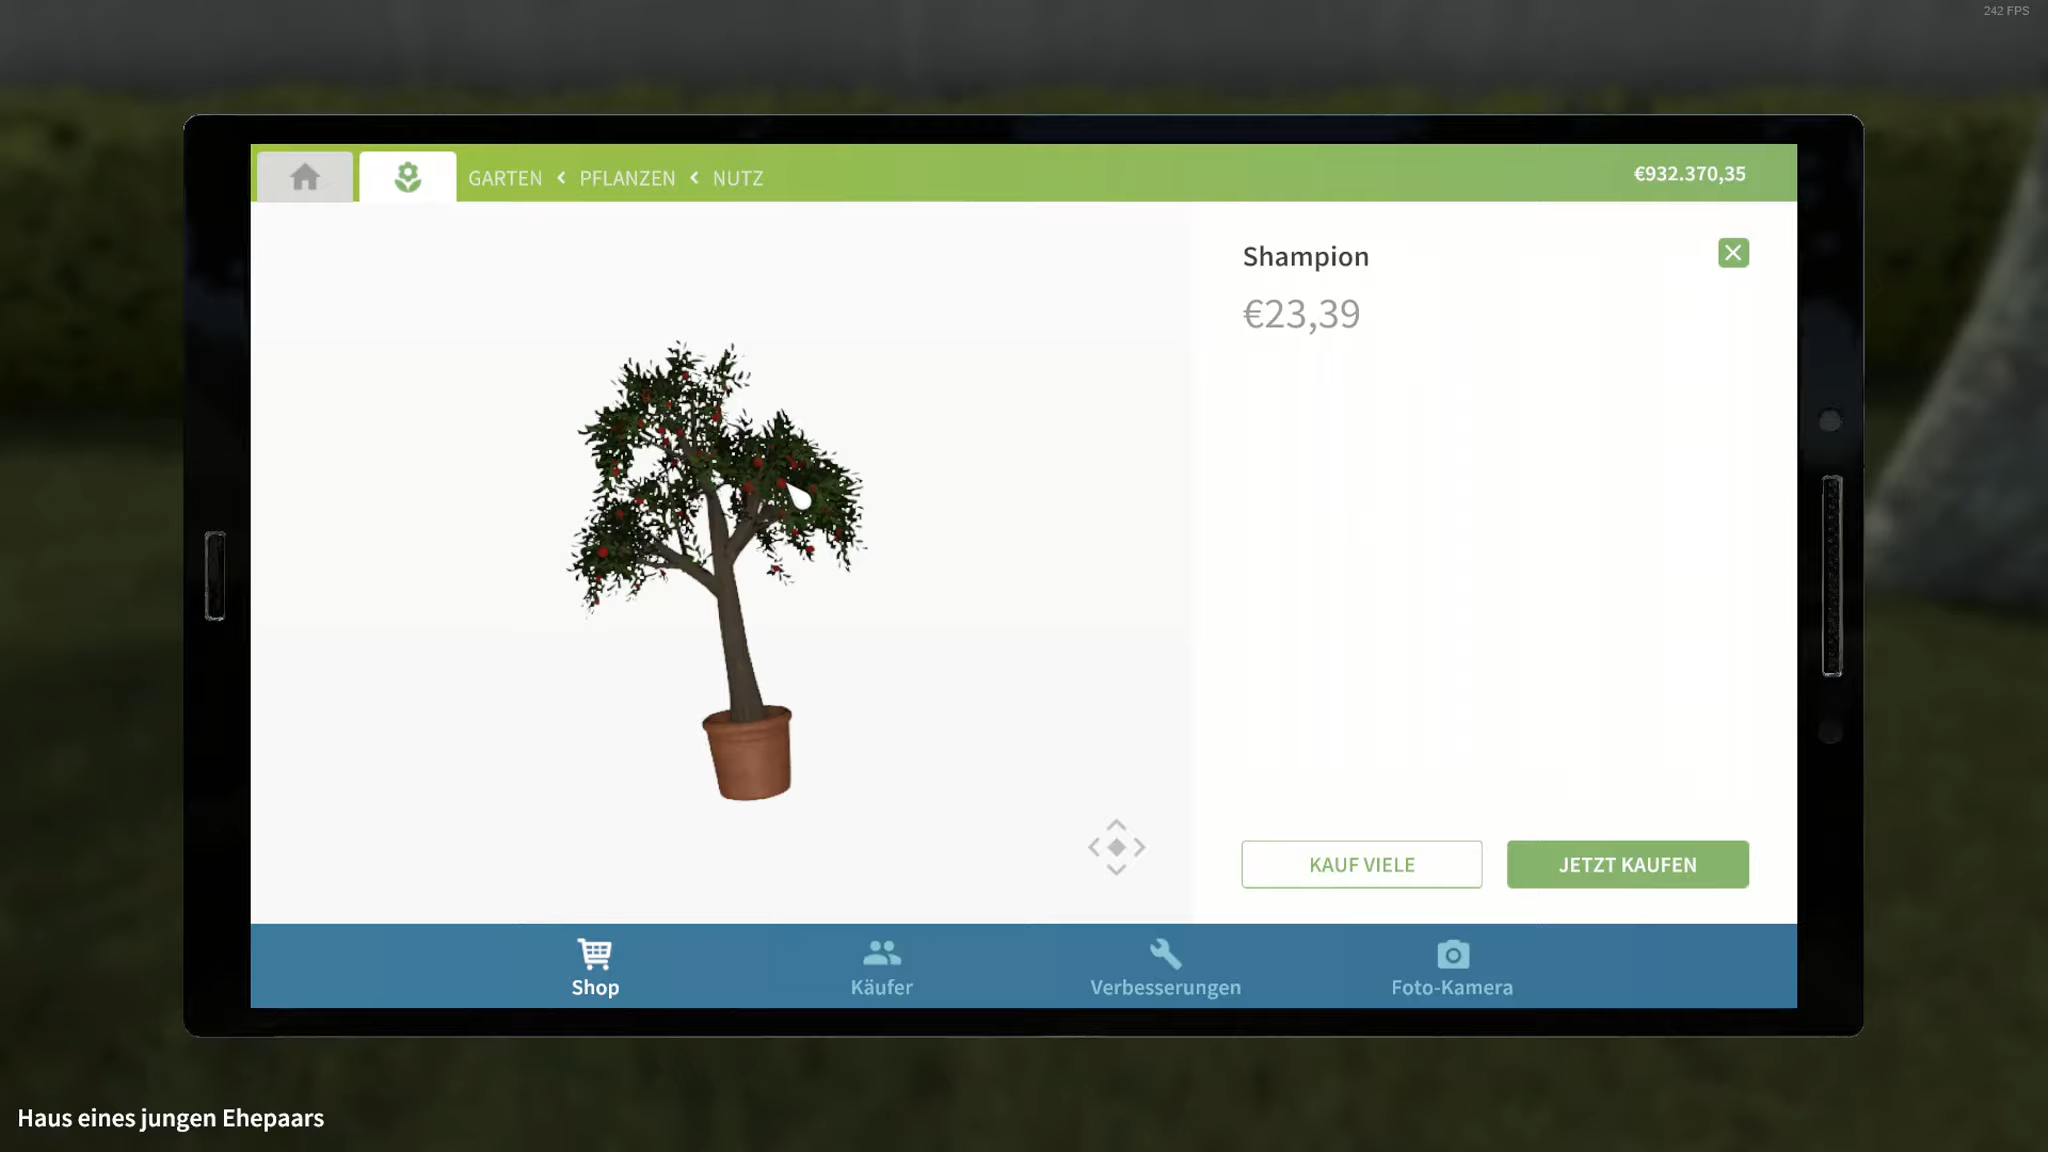 242 FPS
GARTEN < PFLANZEN < NUTZ
€932.370,35
Shampion
€23,39
KAUF VIELE
JETZT KAUFEN
Shop
Käufer
Verbesserungen
Foto-Kamera
Haus eines jungen Ehepaars